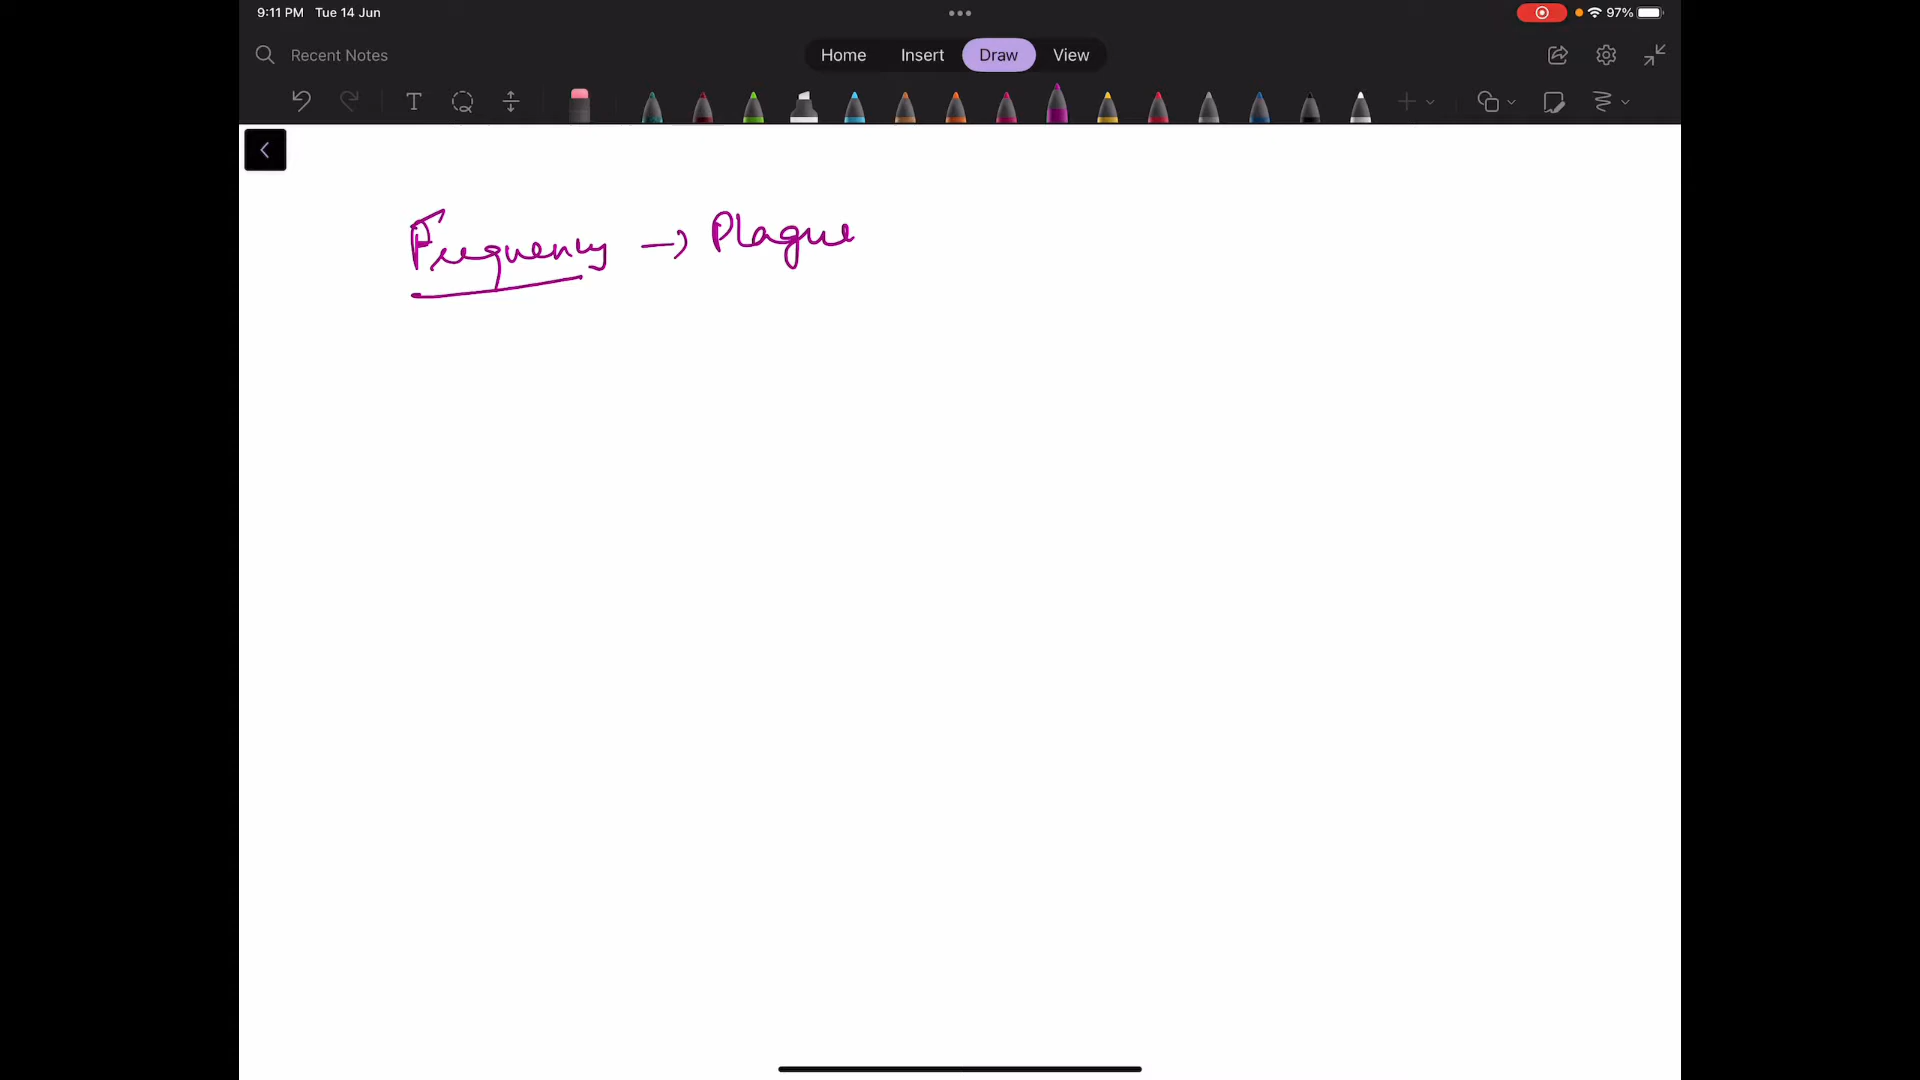 9:11 PM Tue 14 Jun
97%
Recent Notes
Home Insert Draw View
T
Frequency → Plague